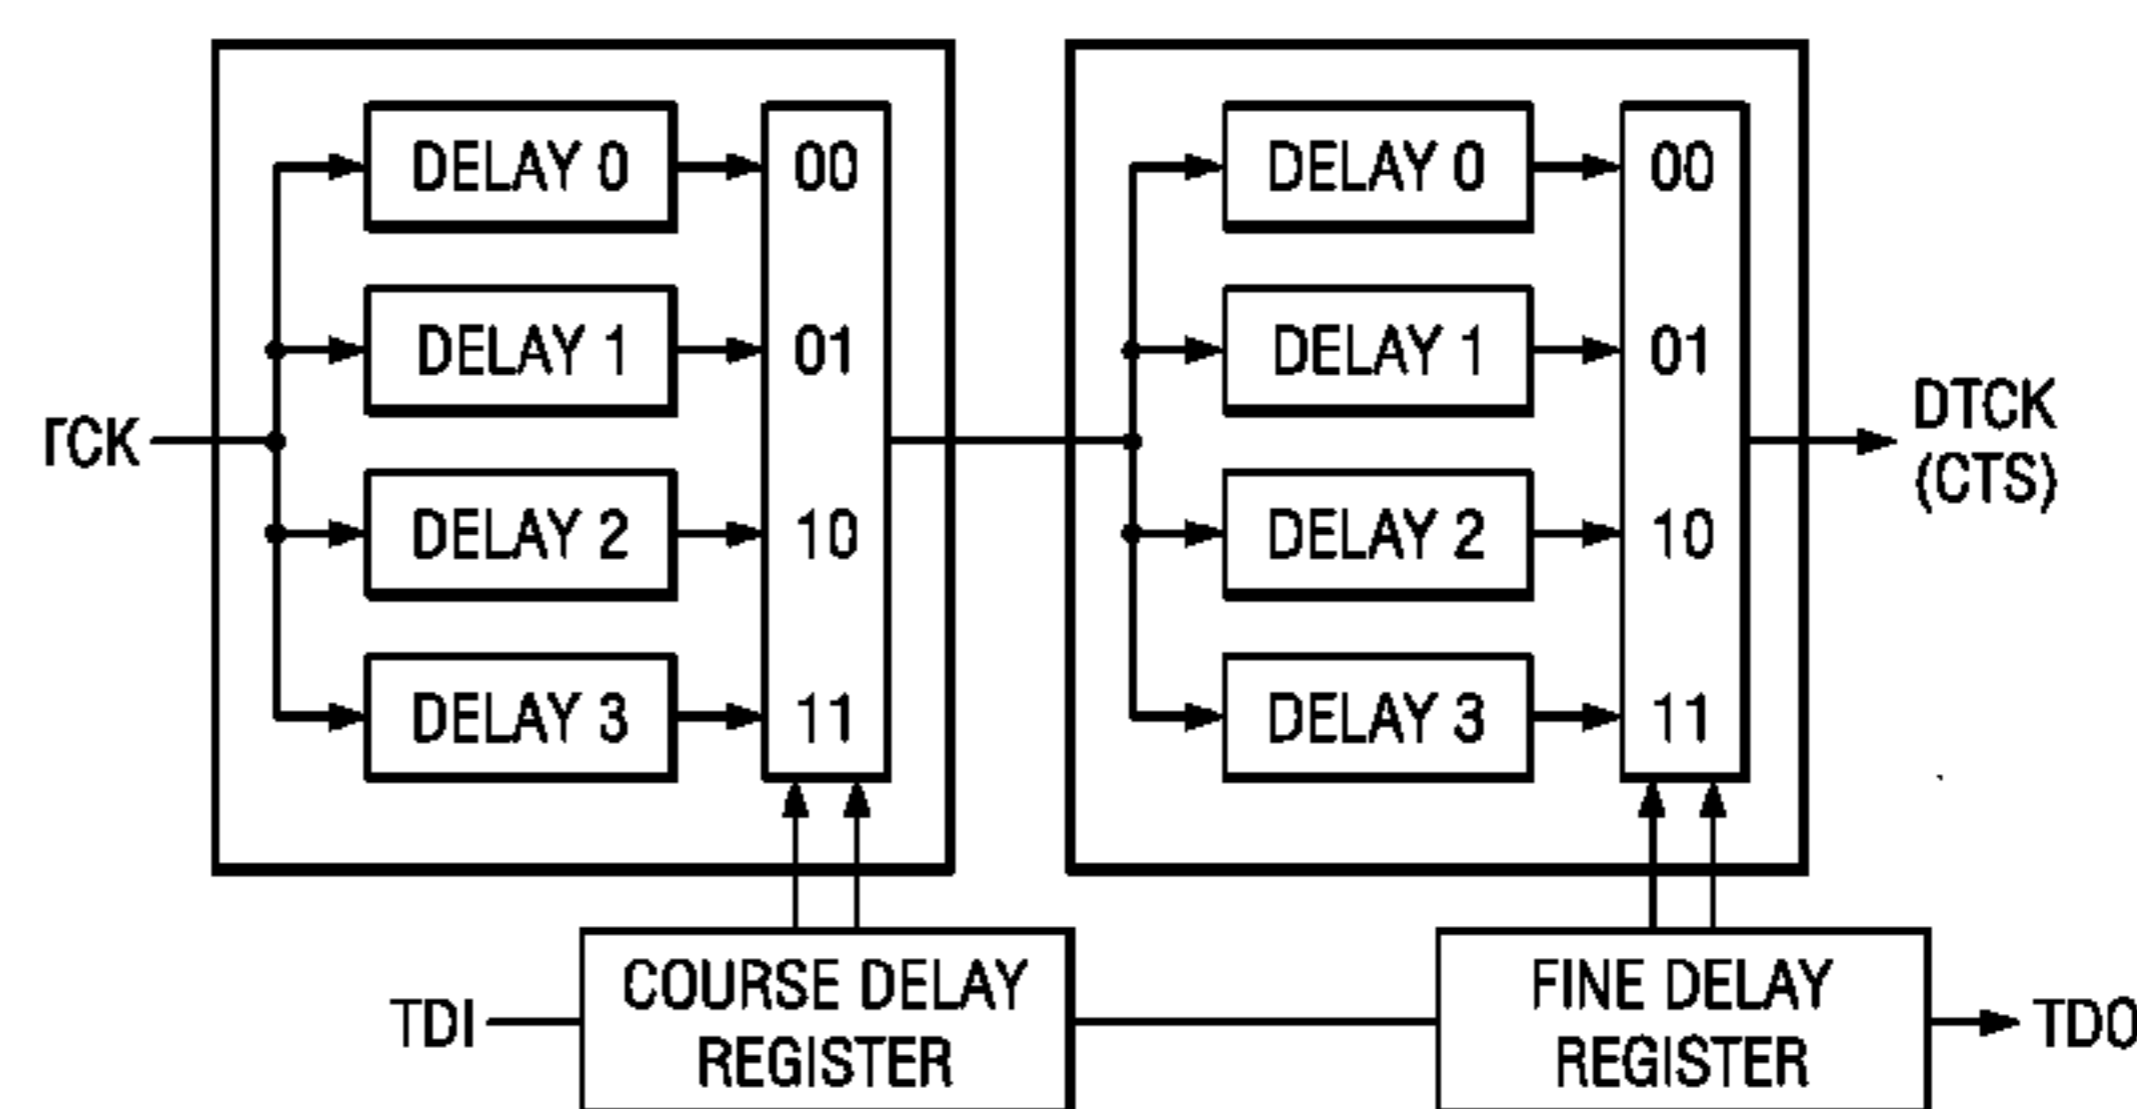 DELAY 0
00
DELAY 1
01
DELAY 2
10
DELAY 3
11
DELAY 0
00
DELAY 1
01
DELAY 2
10
DELAY 3
11
TCK
DTCK
(CTS)
TDI
COURSE DELAY
REGISTER
FINE DELAY
REGISTER
TDO